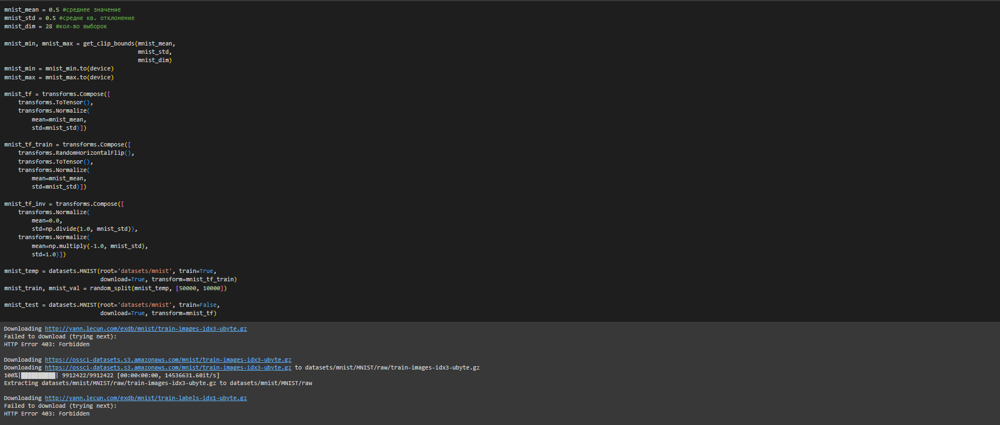 mnist_mean = 0.5 #среднее значение
mnist_std = 0.5 #средне кв. отклонение
mnist_dim = 28 #кол-во выборок

mnist_min, mnist_max = get_clip_bounds(mnist_mean,
                                       mnist_std,
                                       mnist_dim)
mnist_min = mnist_min.to(device)
mnist_max = mnist_max.to(device)

mnist_tf = transforms.Compose([
    transforms.ToTensor(),
    transforms.Normalize(
        mean=mnist_mean,
        std=mnist_std)])

mnist_tf_train = transforms.Compose([
    transforms.RandomHorizontalFlip(),
    transforms.ToTensor(),
    transforms.Normalize(
        mean=mnist_mean,
        std=mnist_std)])

mnist_tf_inv = transforms.Compose([
    transforms.Normalize(
        mean=0.0,
        std=np.divide(1.0, mnist_std)),
    transforms.Normalize(
        mean=np.multiply(-1.0, mnist_std),
        std=1.0)])

mnist_temp = datasets.MNIST(root='datasets/mnist', train=True,
                            download=True, transform=mnist_tf_train)
mnist_train, mnist_val = random_split(mnist_temp, [50000, 10000])

mnist_test = datasets.MNIST(root='datasets/mnist', train=False,
                            download=True, transform=mnist_tf)
Downloading http://yann.lecun.com/exdb/mnist/train-images-idx3-ubyte.gz
Failed to download (trying next):
HTTP Error 403: Forbidden

Downloading https://ossci-datasets.s3.amazonaws.com/mnist/train-images-idx3-ubyte.gz
Downloading https://ossci-datasets.s3.amazonaws.com/mnist/train-images-idx3-ubyte.gz to datasets/mnist/MNIST/raw/train-images-idx3-ubyte.gz
100%|██████████| 9912422/9912422 [00:00<00:00, 14536631.60it/s]
Extracting datasets/mnist/MNIST/raw/train-images-idx3-ubyte.gz to datasets/mnist/MNIST/raw

Downloading http://yann.lecun.com/exdb/mnist/train-labels-idx1-ubyte.gz
Failed to download (trying next):
HTTP Error 403: Forbidden